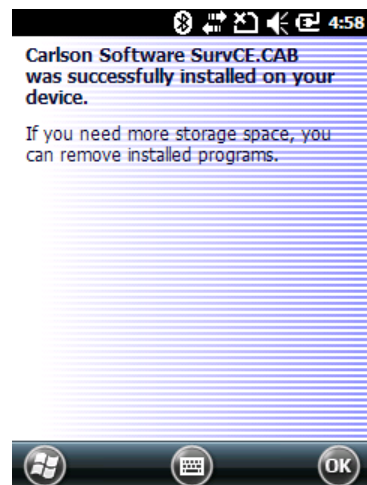 4:58
Carlson Software SurvCE.CAB
was successfully installed on your
device.
If you need more storage space, you
can remove installed programs.
OK